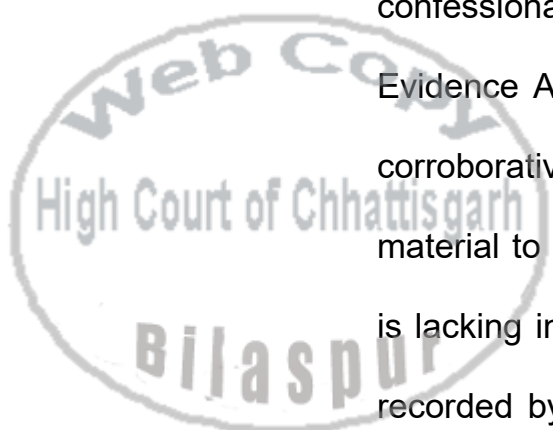 confessiona
Web Copy
Evidence A
corroborativ
High Court of Chhattisgarh
material to
is lacking in
Bilaspur
recorded by